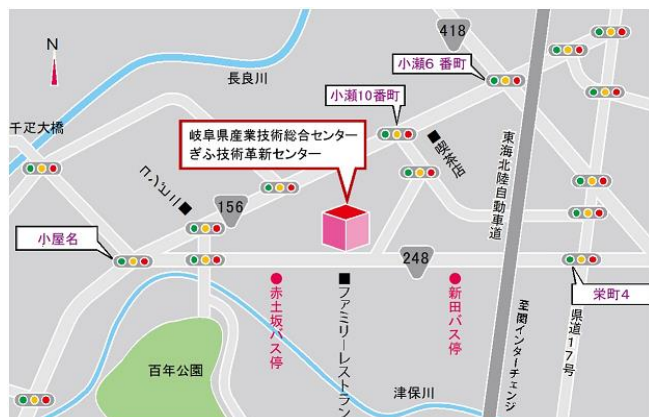 N
418
長良川
小瀬6 番町
小瀬10番町
千疋大橋
岐阜県産業技術総合センター
ぎふ技術革新センター
喫茶店
東海北陸自動車道
コンビニ
156
小屋名
248
赤土坂バス停
ファミリーレストラン
新田バス停
栄町4
県道17号
至関インターチェンジ
百年公園
津保川